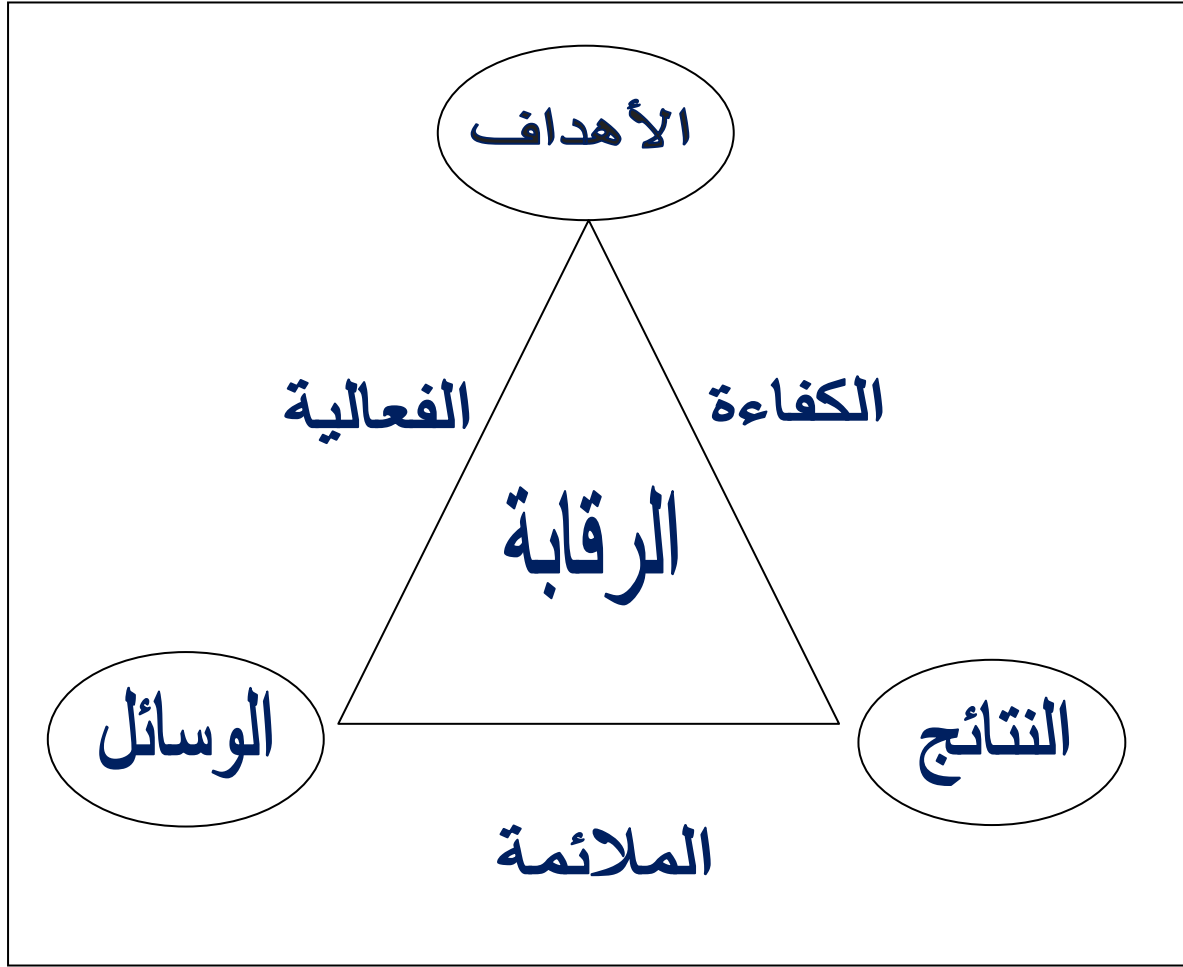 الأهداف
الكفاءة
الفعالية
الرقابة
النتائج
الوسائل
الملائمة